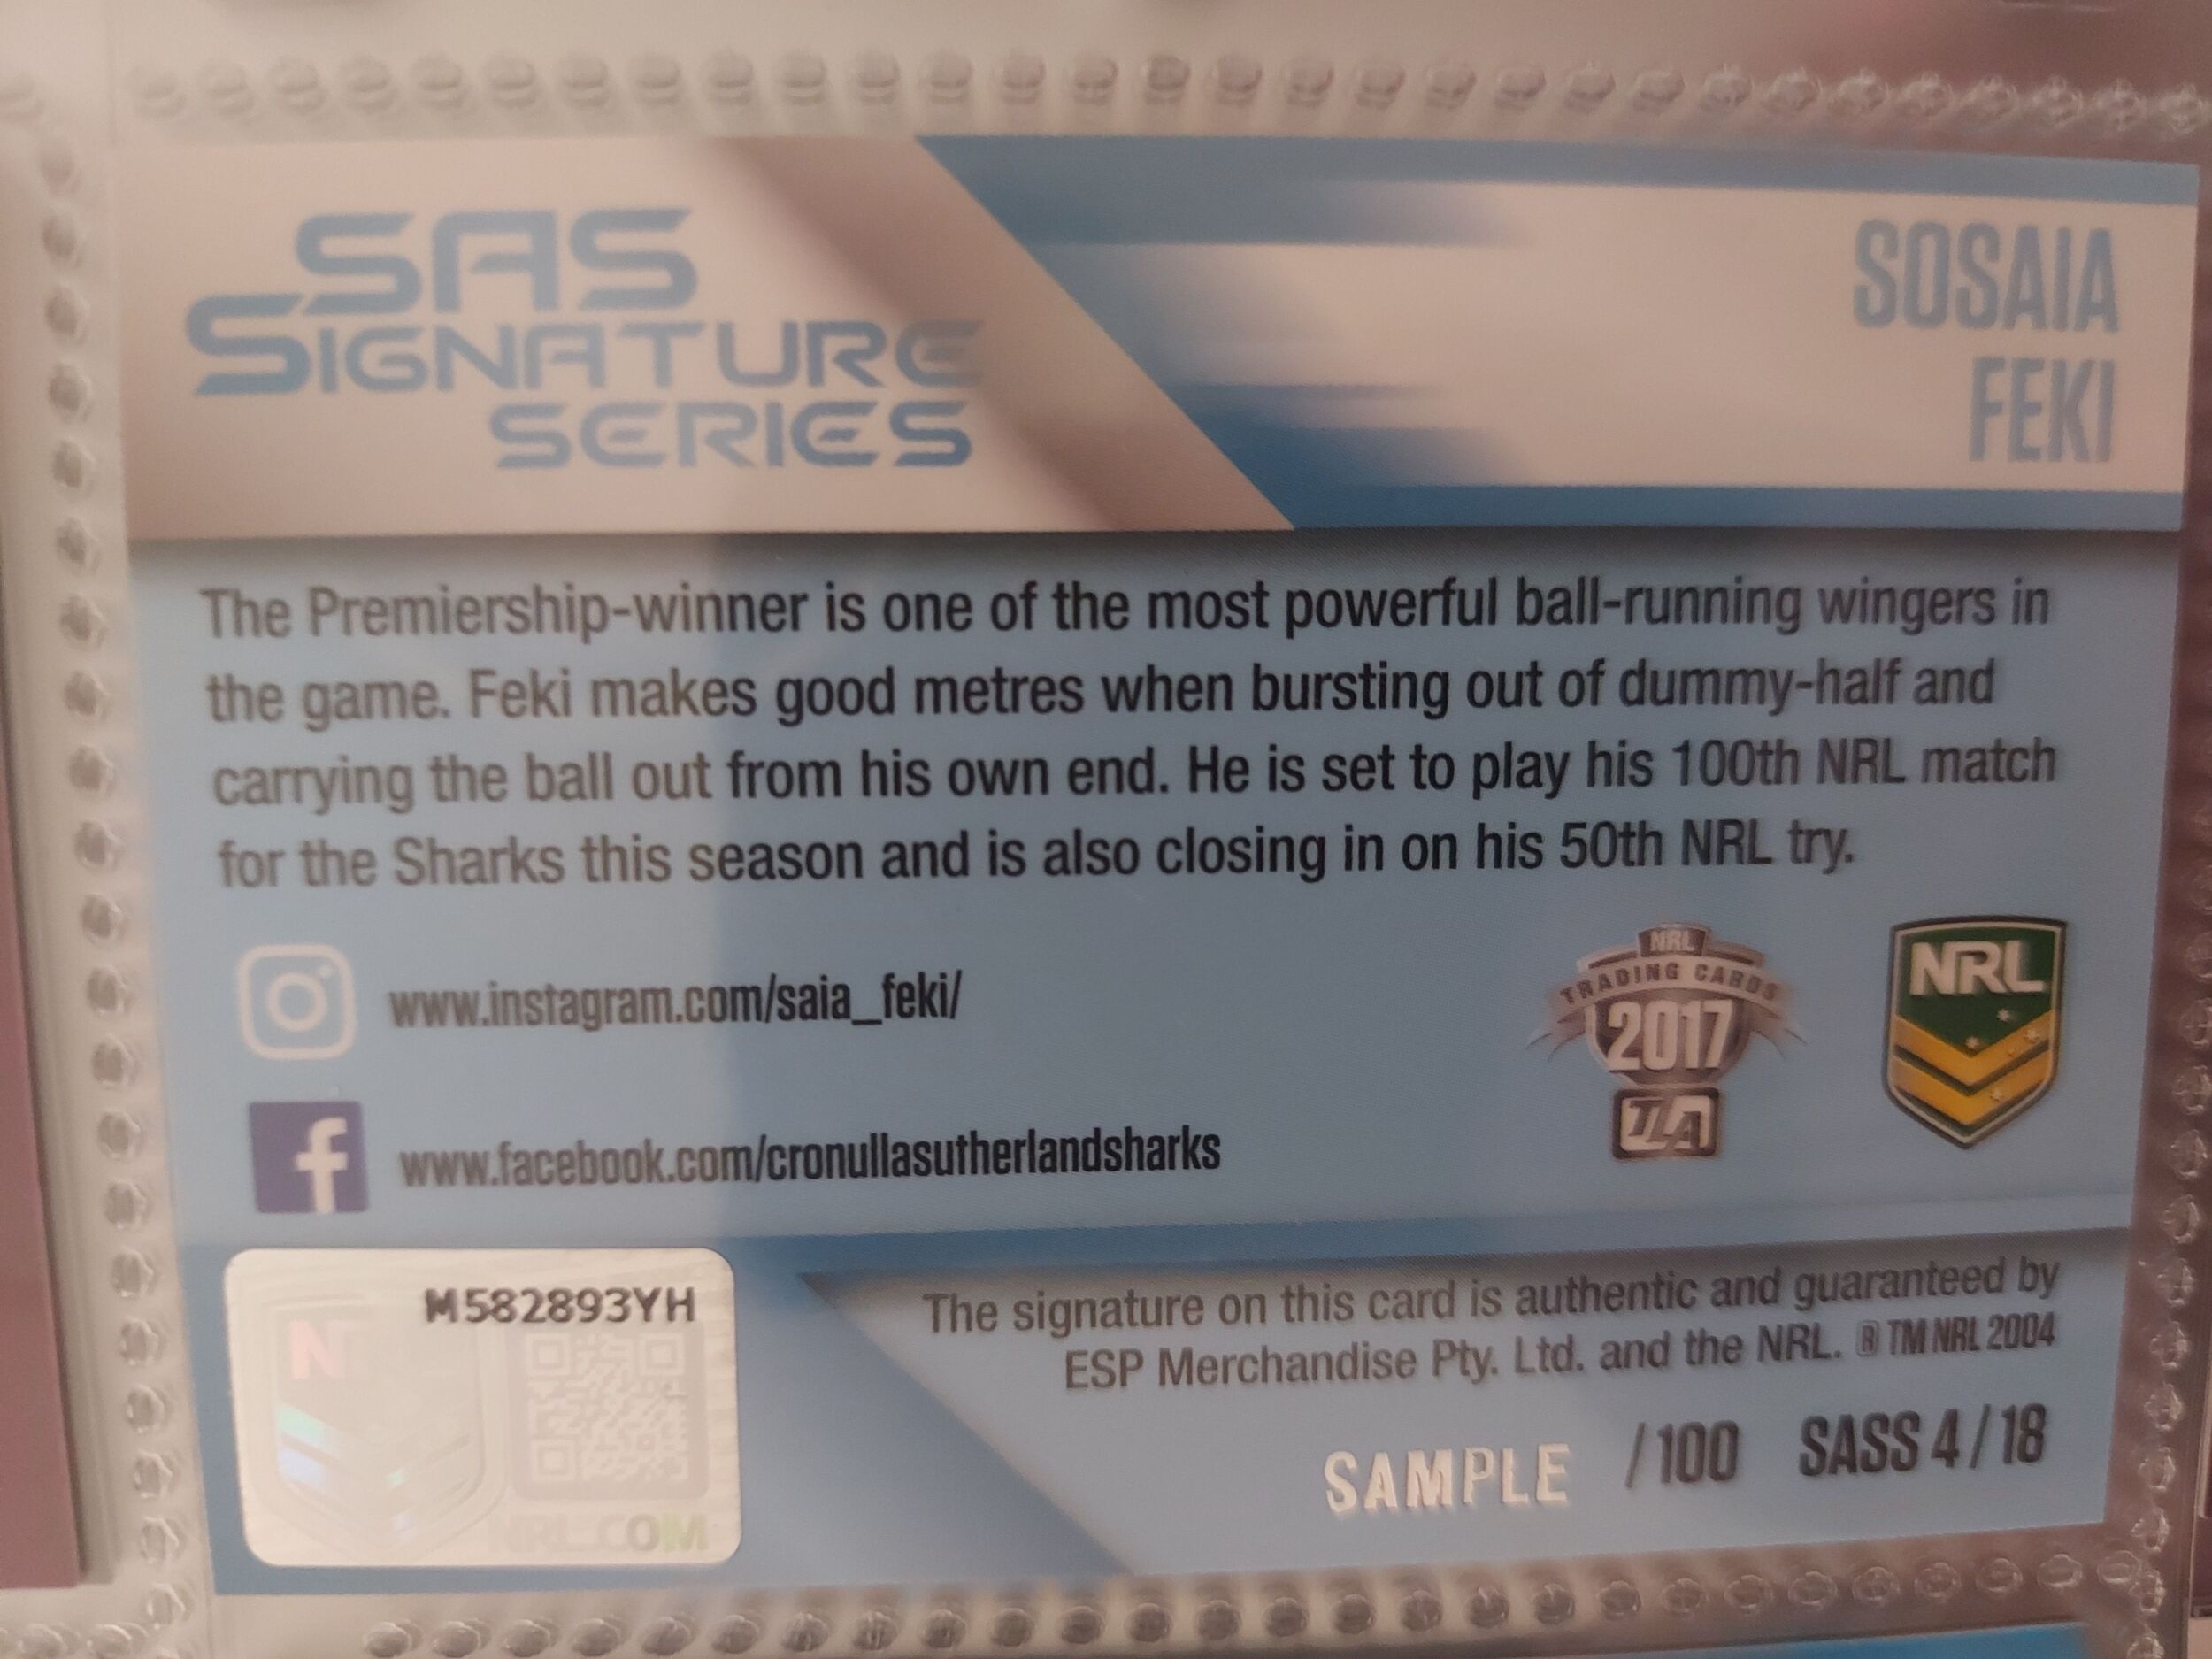 SAS
SIGNATURE
SERIES
SOSAIA
FEKI
The Premiership-winner is one of the most powerful ball-running wingers in
the game. Feki makes good metres when bursting out of dummy-half and
carrying the ball out from his own end. He is set to play his 100th NRL match
for the Sharks this season and is also closing in on his 50th NRL try.
www.instagram.com/saia_feki/
f www.facebook.com/cronullasutherlandsharks
NRL
TRADING CARDS
2017
TLA
NRL
M582893YH
N
NRL.COM
The signature on this card is authentic and guaranteed by
ESP Merchandise Pty. Ltd. and the NRL. ® TM NRL 2004
SAMPLE /100 SASS 4/18